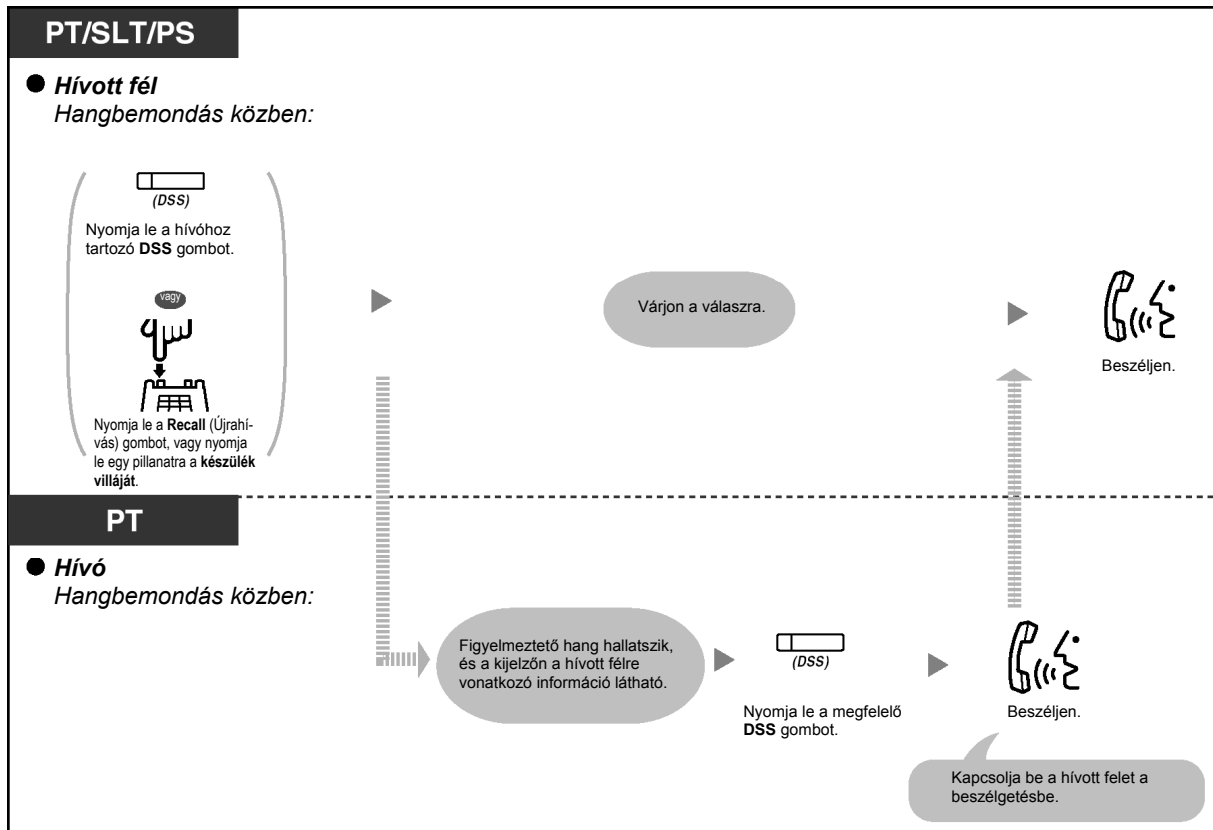 PT/SLT/PS
Hívott fél
Hangbemondás közben:
(DSS)
Nyomja le a hívóhoz
tartozó DSS gombot.
vagy
Nyomja le a Recall (Újrahí-
vás) gombot, vagy nyomja
le egy pillanatra a készülék
villáját.
Várjon a válaszra.
Beszéljen.
PT
Hívó
Hangbemondás közben:
Figyelmeztető hang hallatszik,
és a kijelzőn a hívott félre
vonatkozó információ látható.
(DSS)
Nyomja le a megfelelő
DSS gombot.
Beszéljen.
Kapcsolja be a hívott felet a
beszélgetésbe.